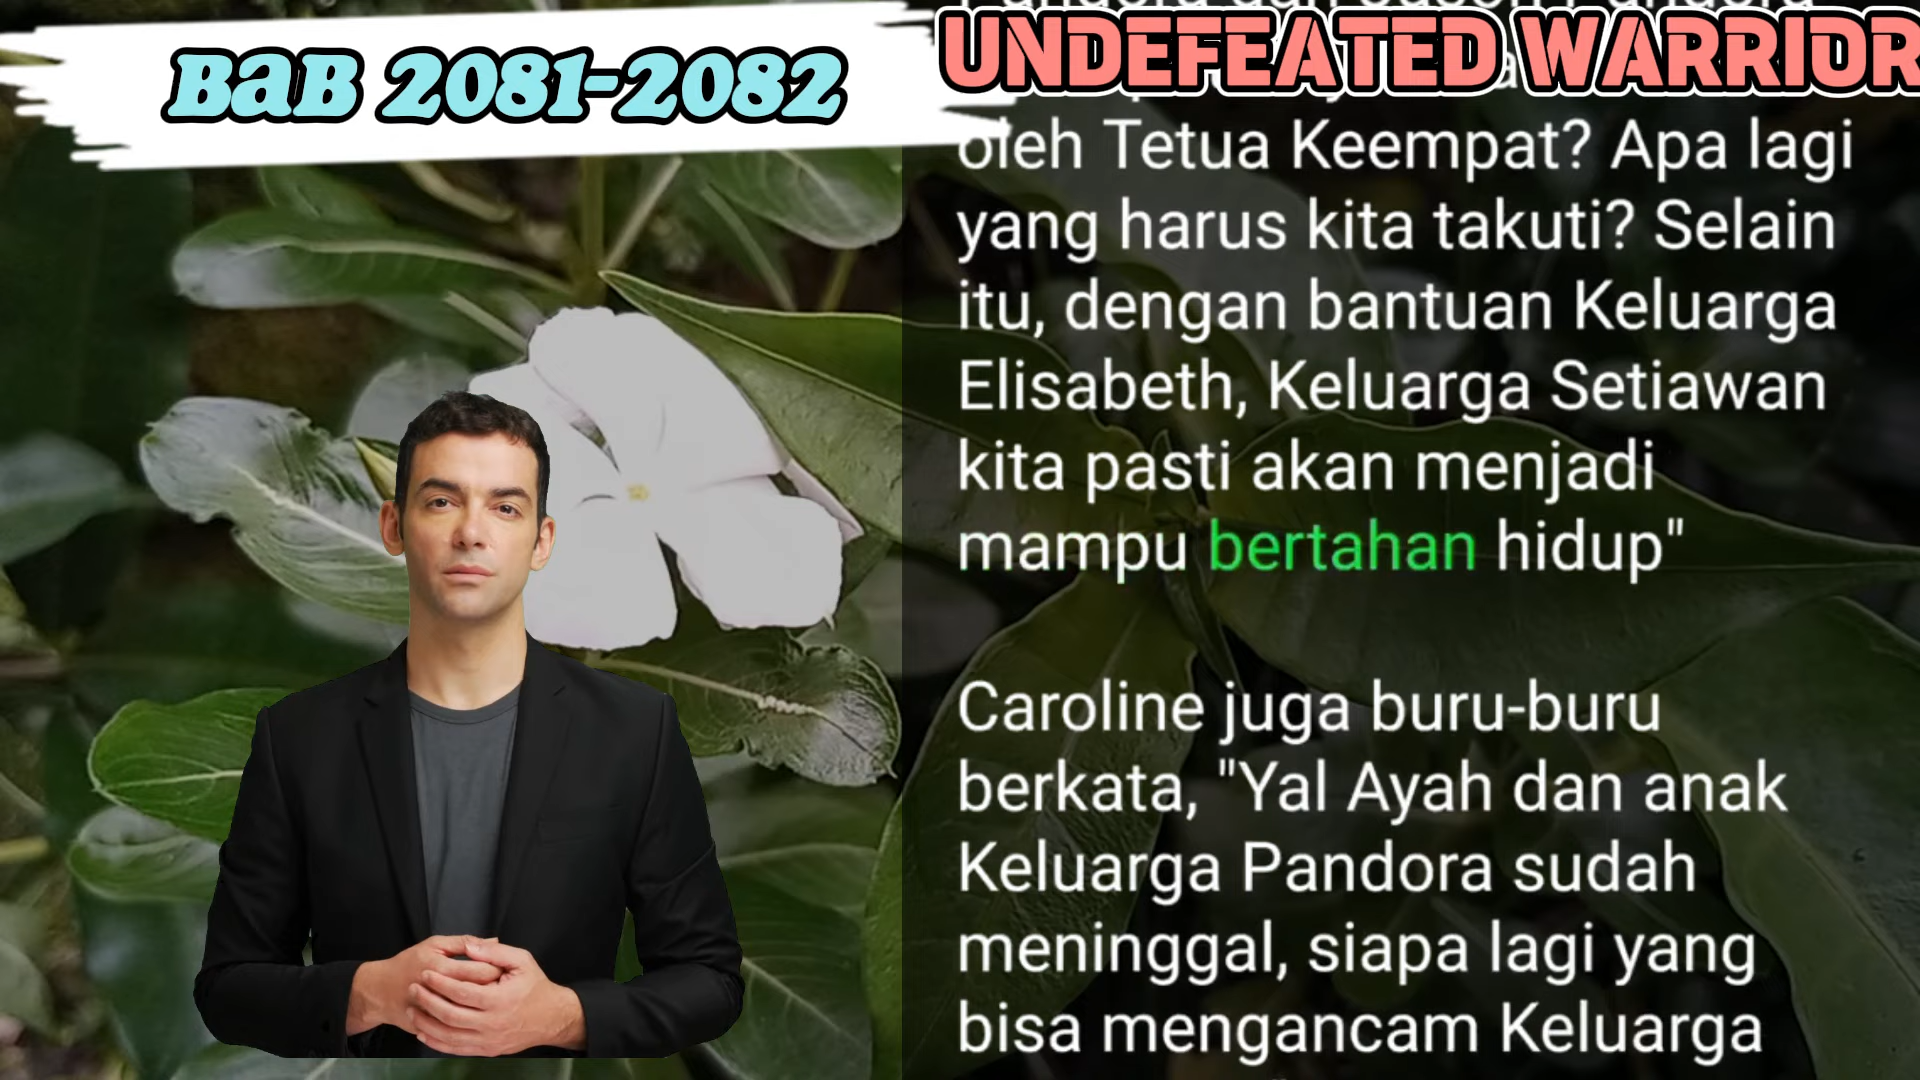 BAB 2081-2082
UNDEFEATED WARRIOR
oleh Tetua Keempat? Apa lagi
yang harus kita takuti? Selain
itu, dengan bantuan Keluarga
Elisabeth, Keluarga Setiawan
kita pasti akan menjadi
mampu bertahan hidup"
Caroline juga buru-buru
berkata, "Yal Ayah dan anak
Keluarga Pandora sudah
meninggal, siapa lagi yang
bisa mengancam Keluarga